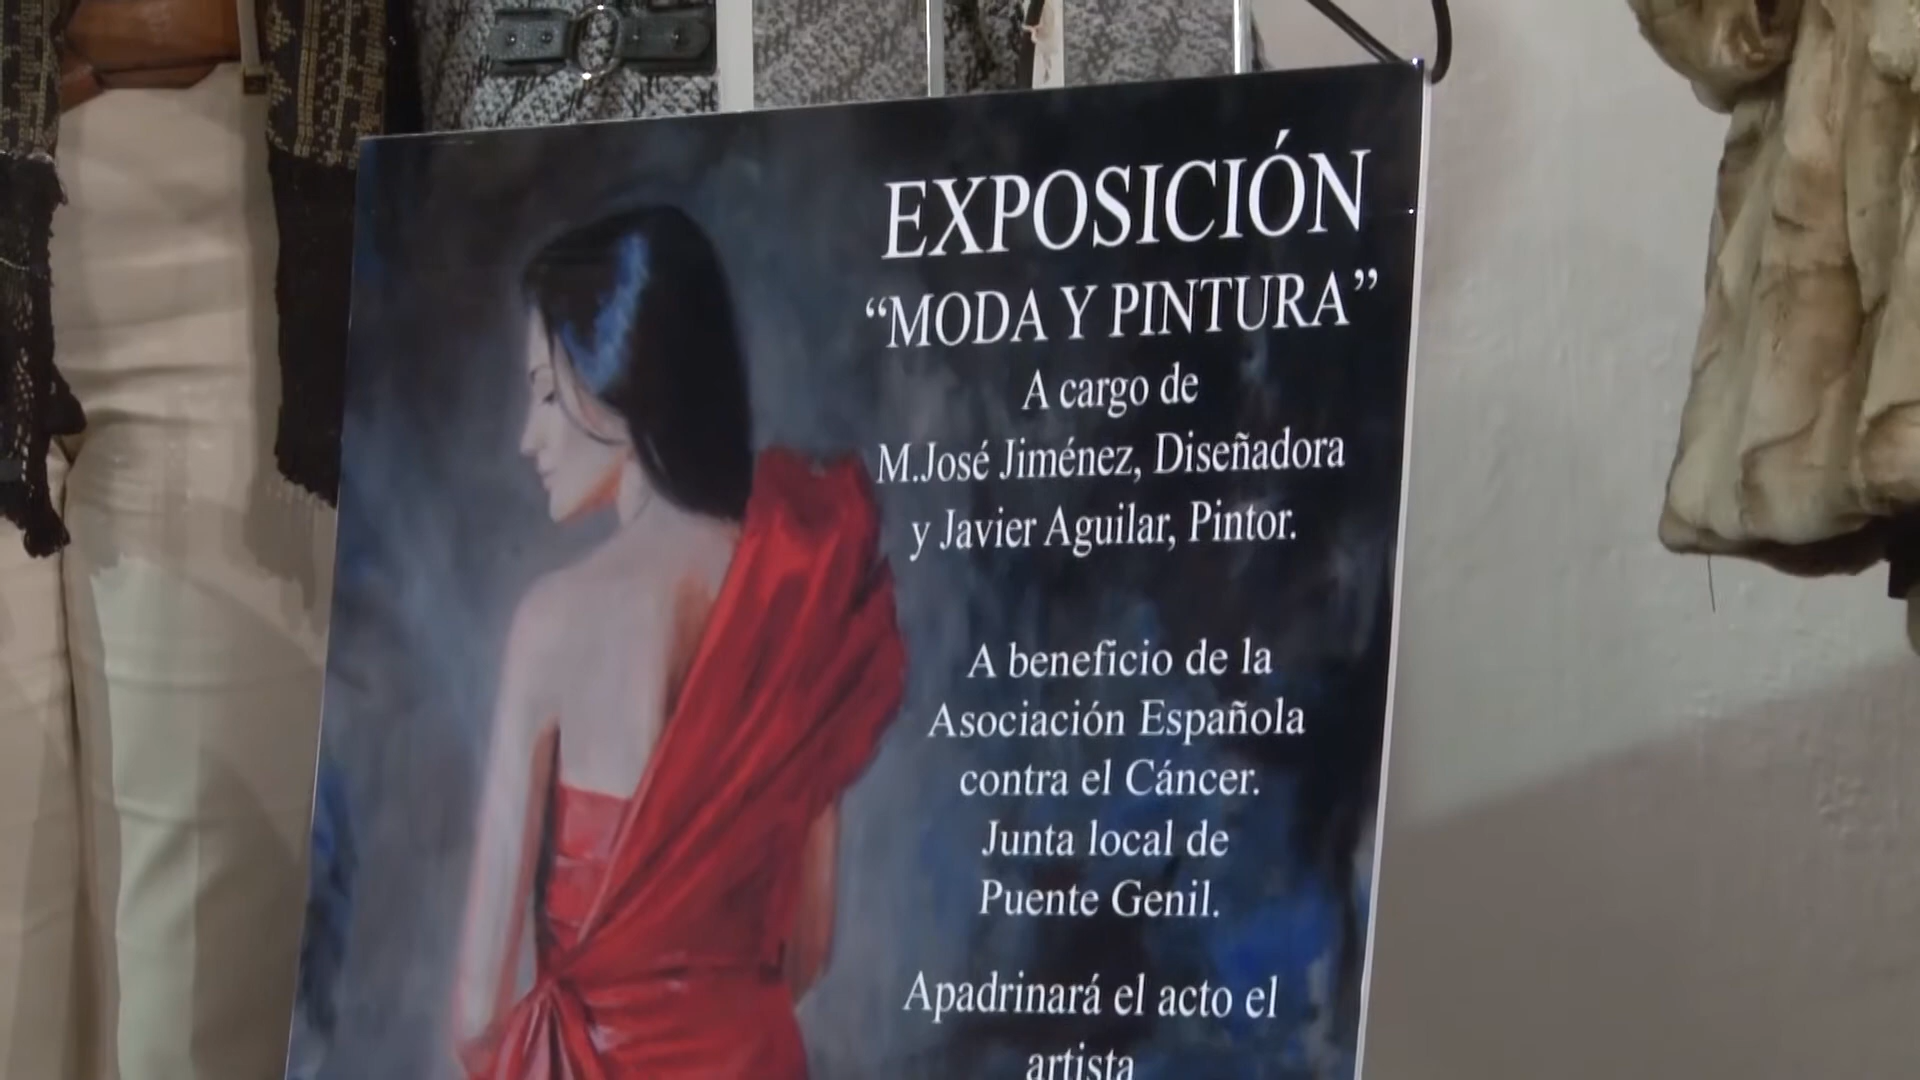 EXPOSICIÓN
“MODA Y PINTURA”
A cargo de
M.José Jiménez, Diseñadora
y Javier Aguilar, Pintor.
A beneficio de la
Asociación Española
contra el Cáncer.
Junta local de
Puente Genil.
Apadrinará el acto el
artista